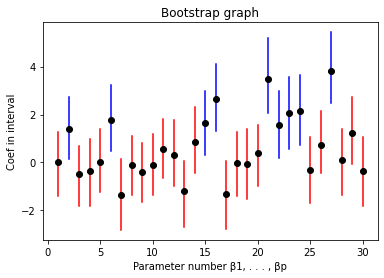 Bootstrap graph
Coef in interval
4
2
0
−2
0 5 10 15 20 25 30
Parameter number β1, . . . , βp